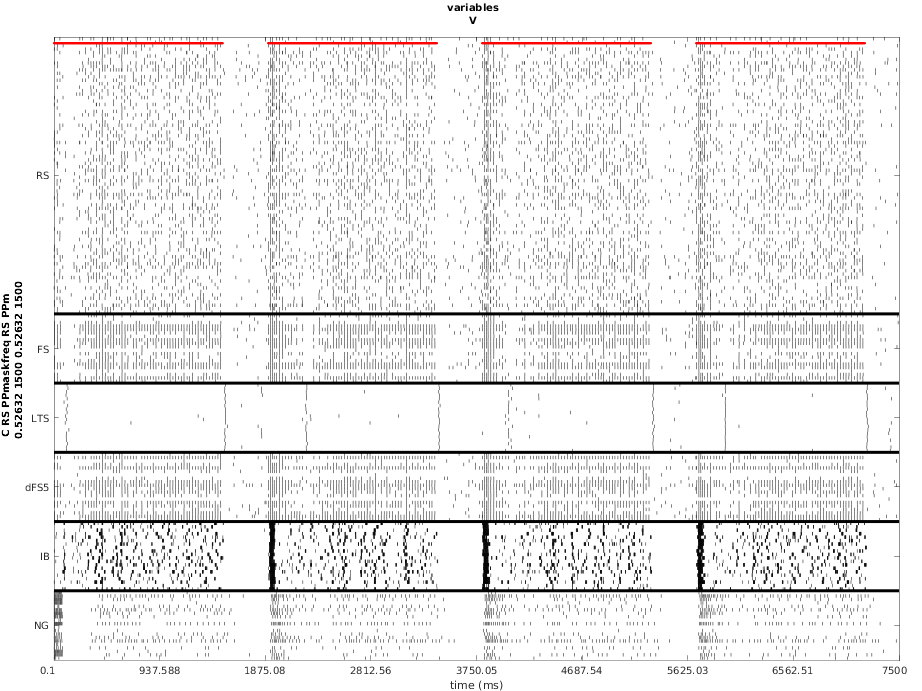 variables
V
C RS PPmaskfreq RS PPm
0.52632 1500 0.52632 1500
RS
FS
LTS
dFS5
IB
NG
0.1 937.588 1875.08 2812.56 3750.05 4687.54 5625.03 6562.51 7500
time (ms)